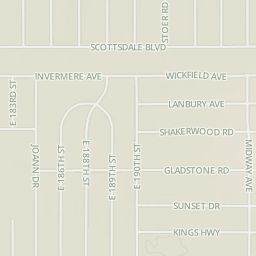 STOER RD
SCOTTSDALE BLVD
INVERMERE AVE
WICKFIELD AVE
E 183RD ST
LANBURY AVE
SHAKERWOOD RD
JOANN DR
E 186TH ST
E 188TH ST
E 189TH ST
E 190TH ST
MIDWAY AVE
GLADSTONE RD
SUNSET DR
KINGS HWY